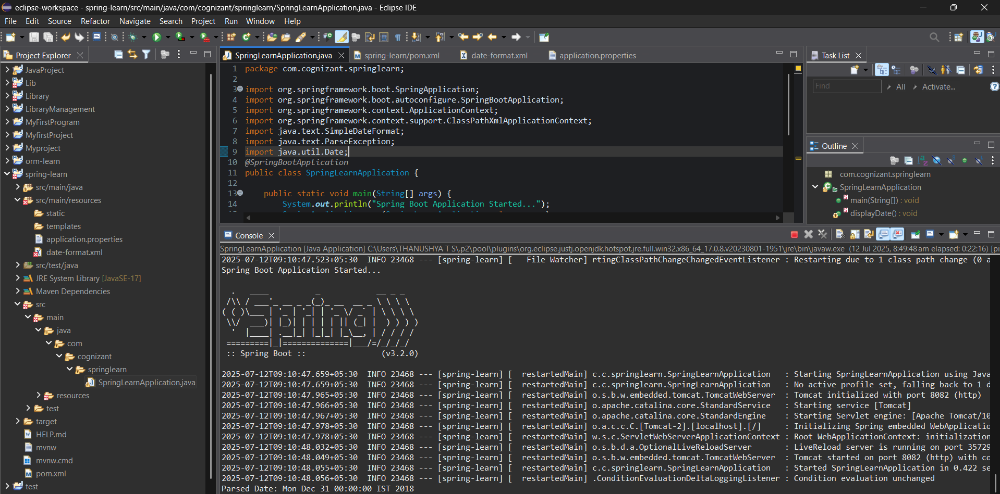 eclipse-workspace - spring-learn/src/main/java/com/cognizant/springlearn/SpringLearnApplication.java - Eclipse IDE
File Edit Source Refactor Navigate Search Project Run Window Help
Project Explorer
JavaProject
Lib
Library
LibraryManagement
MyFirstProgram
MyfirstProject
Myproject
orm-learn
spring-learn
src/main/java
src/main/resources
static
templates
application.properties
date-format.xml
src/test/java
JRE System Library [JavaSE-17]
Maven Dependencies
src
main
java
com
cognizant
springlearn
SpringLearnApplication.java
resources
test
target
HELP.md
mvnw
mvnw.cmd
pom.xml
test
SpringLearnApplication.java spring-learn/pom.xml date-format.xml application.properties
1 package com.cognizant.springlearn;
2
3 import org.springframework.boot.SpringApplication;
4 import org.springframework.boot.autoconfigure.SpringBootApplication;
5 import org.springframework.context.ApplicationContext;
6 import org.springframework.context.support.ClassPathXmlApplicationContext;
7 import java.text.SimpleDateFormat;
8 import java.text.ParseException;
9 import java.util.Date;
10 @SpringBootApplication
11 public class SpringLearnApplication {
12
13 public static void main(String[] args) {
14 System.out.println("Spring Boot Application Started...");
Task List
Find All Activate...
Outline
com.cognizant.springlearn
SpringLearnApplication
main(String[]) : void
displayDate() : void
Console
SpringLearnApplication [Java Application] C:\Users\THANUSHYA T S\.p2\pool\plugins\org.eclipse.justj.openjdk.hotspot.jre.full.win32.x86_64_17.0.8.v20230801-1951\jre\bin\javaw.exe (12 Jul 2025, 8:49:48 am elapsed: 0:22:16) [pi
2025-07-12T09:10:47.523+05:30 INFO 23468 --- [spring-learn] [ File Watcher] rtingClassPathChangeChangedEventListener : Restarting due to 1 class path change (0 a
Spring Boot Application Started...
Spring
:: Spring Boot :: (v3.2.0)
2025-07-12T09:10:47.659+05:30 INFO 23468 --- [spring-learn] [ restartedMain] c.c.springlearn.SpringLearnApplication : Starting SpringLearnApplication using Java
2025-07-12T09:10:47.659+05:30 INFO 23468 --- [spring-learn] [ restartedMain] c.c.springlearn.SpringLearnApplication : No active profile set, falling back to 1 d
2025-07-12T09:10:47.965+05:30 INFO 23468 --- [spring-learn] [ restartedMain] o.s.b.w.embedded.tomcat.TomcatWebServer : Tomcat initialized with port 8082 (http)
2025-07-12T09:10:47.966+05:30 INFO 23468 --- [spring-learn] [ restartedMain] o.apache.catalina.core.StandardService : Starting service [Tomcat]
2025-07-12T09:10:47.967+05:30 INFO 23468 --- [spring-learn] [ restartedMain] o.apache.catalina.core.StandardEngine : Starting Servlet engine: [Apache Tomcat/10
2025-07-12T09:10:47.978+05:30 INFO 23468 --- [spring-learn] [ restartedMain] o.a.c.c.C.[Tomcat-2].[localhost].[/] : Initializing Spring embedded WebApplicatio
2025-07-12T09:10:47.978+05:30 INFO 23468 --- [spring-learn] [ restartedMain] w.s.c.ServletWebServerApplicationContext : Root WebApplicationContext: initialization
2025-07-12T09:10:48.032+05:30 INFO 23468 --- [spring-learn] [ restartedMain] o.s.b.d.a.OptionalLiveReloadServer : LiveReload server is running on port 35729
2025-07-12T09:10:48.049+05:30 INFO 23468 --- [spring-learn] [ restartedMain] o.s.b.w.embedded.tomcat.TomcatWebServer : Tomcat started on port 8082 (http) with co
2025-07-12T09:10:48.055+05:30 INFO 23468 --- [spring-learn] [ restartedMain] c.c.springlearn.SpringLearnApplication : Started SpringLearnApplication in 0.422 se
2025-07-12T09:10:48.056+05:30 INFO 23468 --- [spring-learn] [ restartedMain] .ConditionEvaluationDeltaLoggingListener : Condition evaluation unchanged
Parsed Date: Mon Dec 31 00:00:00 IST 2018